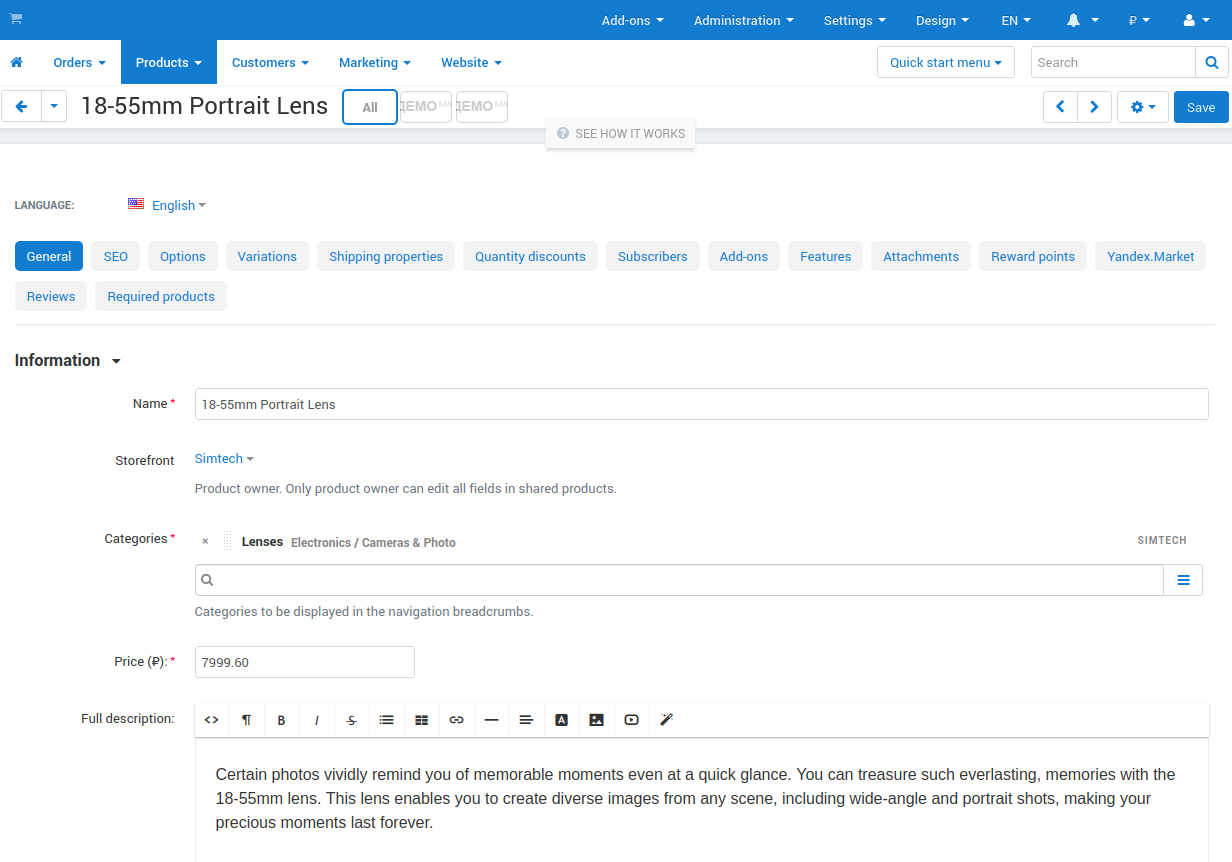 Add-ons Administration Settings Design EN ₽
Orders Products Customers Marketing Website Quick start menu Search
18-55mm Portrait Lens All ДЕМО ДЕМО Save
SEE HOW IT WORKS
LANGUAGE: English
General SEO Options Variations Shipping properties Quantity discounts Subscribers Add-ons Features Attachments Reward points Yandex.Market
Reviews Required products
Information
Name * 18-55mm Portrait Lens
Storefront Simtech
Product owner. Only product owner can edit all fields in shared products.
Categories * × Lenses Electronics / Cameras & Photo SIMTECH
Categories to be displayed in the navigation breadcrumbs.
Price (₽): * 7999.60
Full description: <> ¶ B I S A
Certain photos vividly remind you of memorable moments even at a quick glance. You can treasure such everlasting, memories with the
18-55mm lens. This lens enables you to create diverse images from any scene, including wide-angle and portrait shots, making your
precious moments last forever.